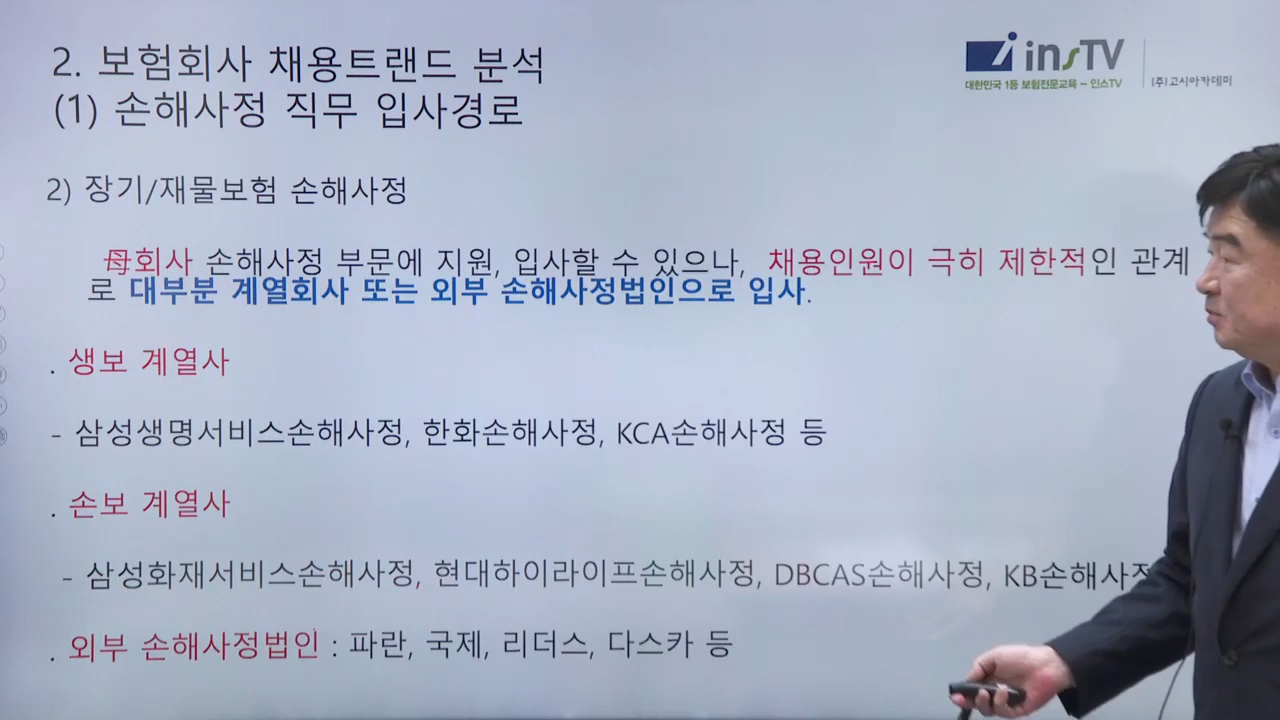 2. 보험회사 채용트랜드 분석
(1) 손해사정 직무 입사경로
insTV
대한민국 1등 보험전문교육 – 인스TV
(주)고시아카데미
2) 장기/재물보험 손해사정
母회사 손해사정 부문에 지원, 입사할 수 있으나, 채용인원이 극히 제한적인 관계
로 대부분 계열회사 또는 외부 손해사정법인으로 입사.
. 생보 계열사
- 삼성생명서비스손해사정, 한화손해사정, KCA손해사정 등
. 손보 계열사
- 삼성화재서비스손해사정, 현대하이라이프손해사정, DBCAS손해사정, KB손해사정
. 외부 손해사정법인 : 파란, 국제, 리더스, 다스카 등